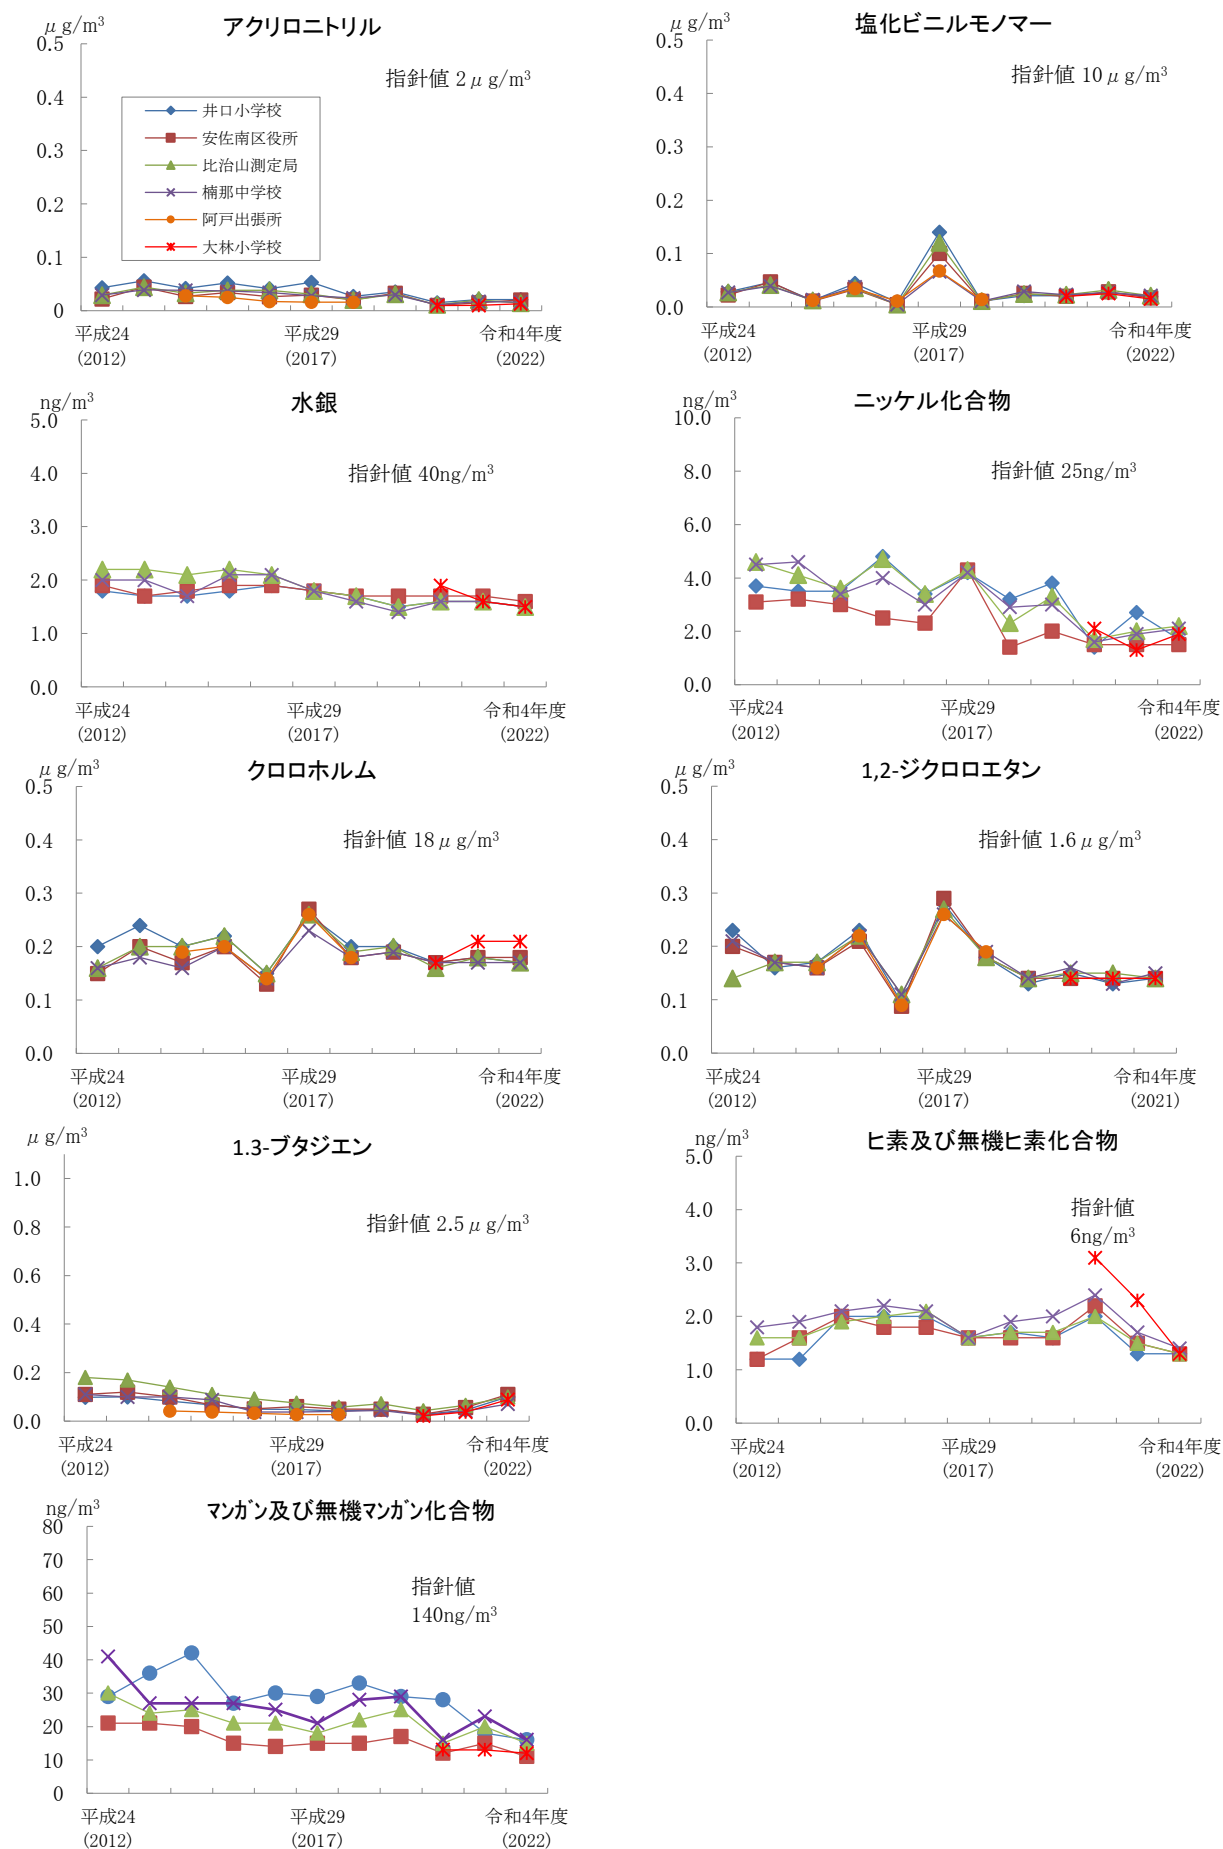 μg/m³
アクリロニトリル
0.5
0.4
0.3
0.2
0.1
0
指針値 2μg/m³
井口小学校
安佐南区役所
比治山測定局
楠那中学校
阿戸出張所
大林小学校
平成24
(2012)
平成29
(2017)
令和4年度
(2022)
μg/m³
塩化ビニルモノマー
0.5
0.4
0.3
0.2
0.1
0.0
指針値 10μg/m³
平成24
(2012)
平成29
(2017)
令和4年度
(2022)
ng/m³
水銀
5.0
4.0
3.0
2.0
1.0
0.0
指針値 40ng/m³
平成24
(2012)
平成29
(2017)
令和4年度
(2022)
ng/m³
ニッケル化合物
10.0
8.0
6.0
4.0
2.0
0.0
指針値 25ng/m³
平成24
(2012)
平成29
(2017)
令和4年度
(2022)
μg/m³
クロロホルム
0.5
0.4
0.3
0.2
0.1
0.0
指針値 18μg/m³
平成24
(2012)
平成29
(2017)
令和4年度
(2022)
μg/m³
1,2-ジクロロエタン
0.5
0.4
0.3
0.2
0.1
0.0
指針値 1.6μg/m³
平成24
(2012)
平成29
(2017)
令和4年度
(2021)
μg/m³
1.3-ブタジエン
1.0
0.8
0.6
0.4
0.2
0.0
指針値 2.5μg/m³
平成24
(2012)
平成29
(2017)
令和4年度
(2022)
ng/m³
ヒ素及び無機ヒ素化合物
5.0
4.0
3.0
2.0
1.0
0.0
指針値
6ng/m³
平成24
(2012)
平成29
(2017)
令和4年度
(2022)
ng/m³
マンガン及び無機マンガン化合物
80
70
60
50
40
30
20
10
0
指針値
140ng/m³
平成24
(2012)
平成29
(2017)
令和4年度
(2022)